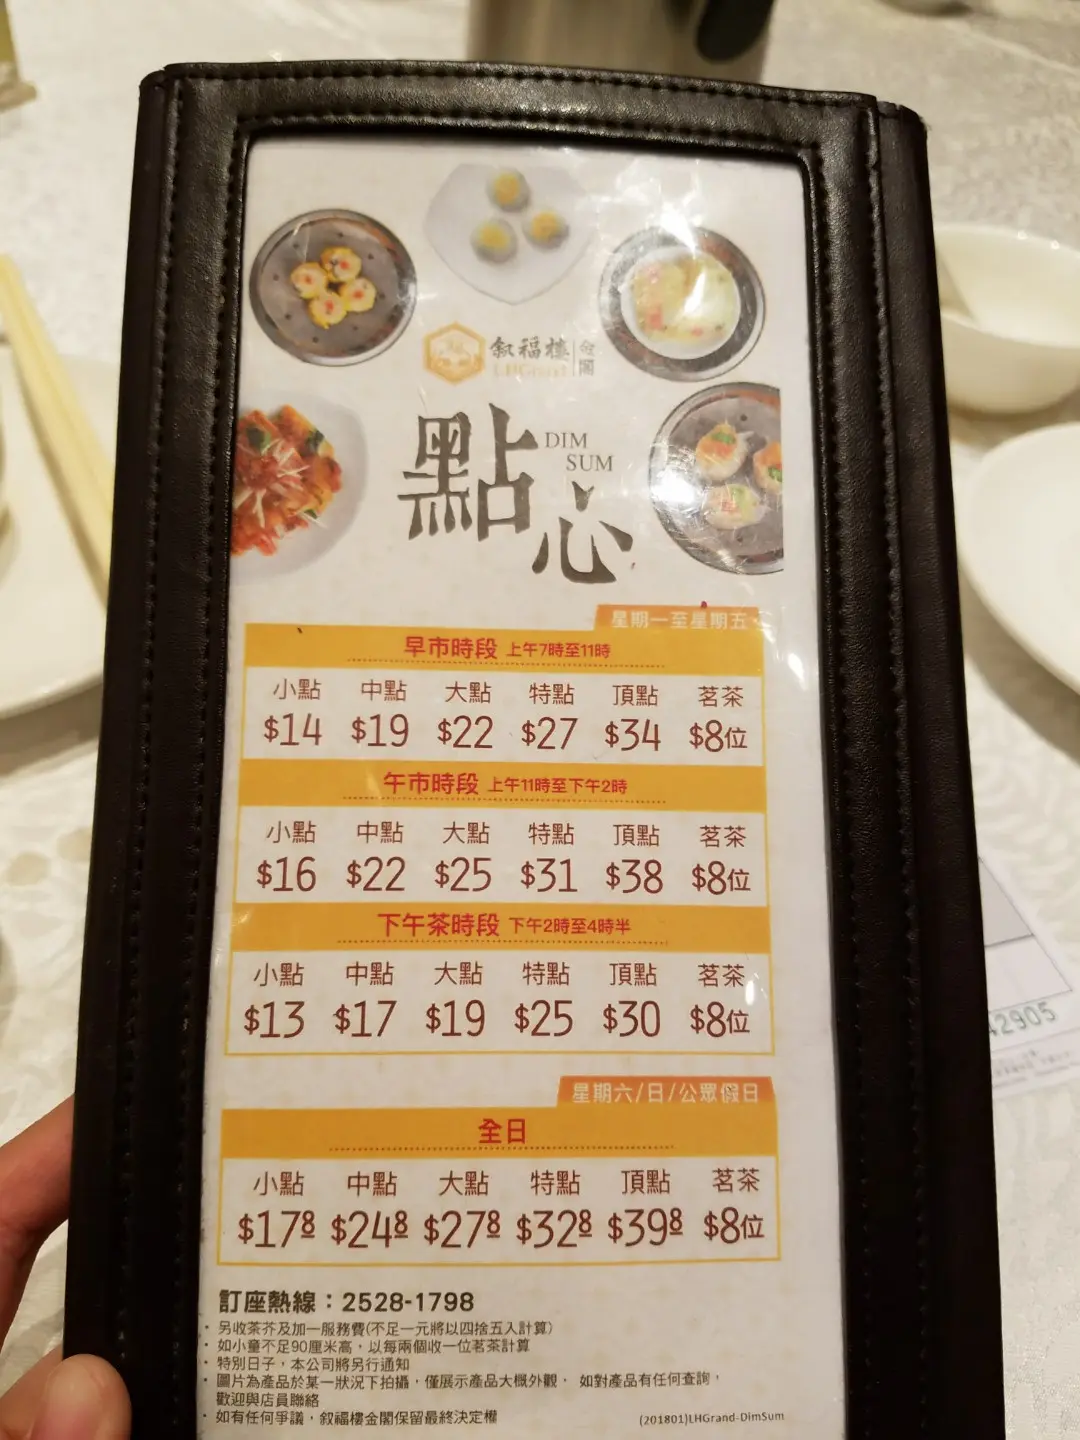 叙福樓 金閣
LHGrand
點心
DIM
SUM
星期一至星期五
早市時段 上午7時至11時
小點 中點 大點 特點 頂點 茗茶
$14 $19 $22 $27 $34 $8位
午市時段 上午11時至下午2時
小點 中點 大點 特點 頂點 茗茶
$16 $22 $25 $31 $38 $8位
下午茶時段 下午2時至4時半
小點 中點 大點 特點 頂點 茗茶
$13 $17 $19 $25 $30 $8位
星期六/日/公眾假日
全日
小點 中點 大點 特點 頂點 茗茶
$17⁸ $24⁸ $27⁸ $32⁸ $39⁸ $8位
訂座熱線：2528-1798
· 另收茶芥及加一服務費(不足一元將以四捨五入計算)
· 如小童不足90厘米高，以每兩個收一位茗茶計算
· 特別日子，本公司將另行通知
· 圖片為產品於某一狀況下拍攝，僅展示產品大概外觀． 如對產品有任何查詢，
歡迎與店員聯絡
· 如有任何爭議，叙福樓金閣保留最終決定權
(201801)LHGrand-DimSum
42905